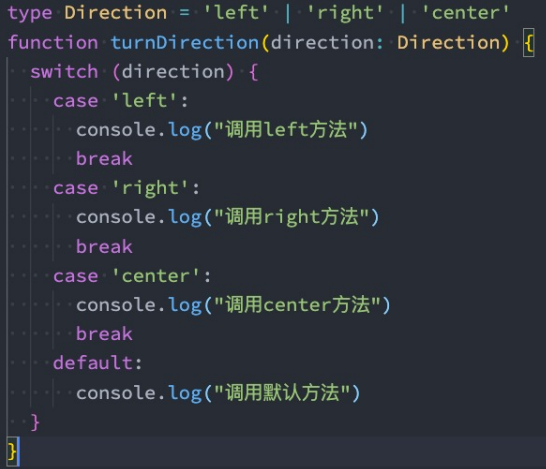 type Direction = 'left' | 'right' | 'center'
function turnDirection(direction: Direction) {
  switch (direction) {
    case 'left':
      console.log("调用left方法")
      break
    case 'right':
      console.log("调用right方法")
      break
    case 'center':
      console.log("调用center方法")
      break
    default:
      console.log("调用默认方法")
  }
}